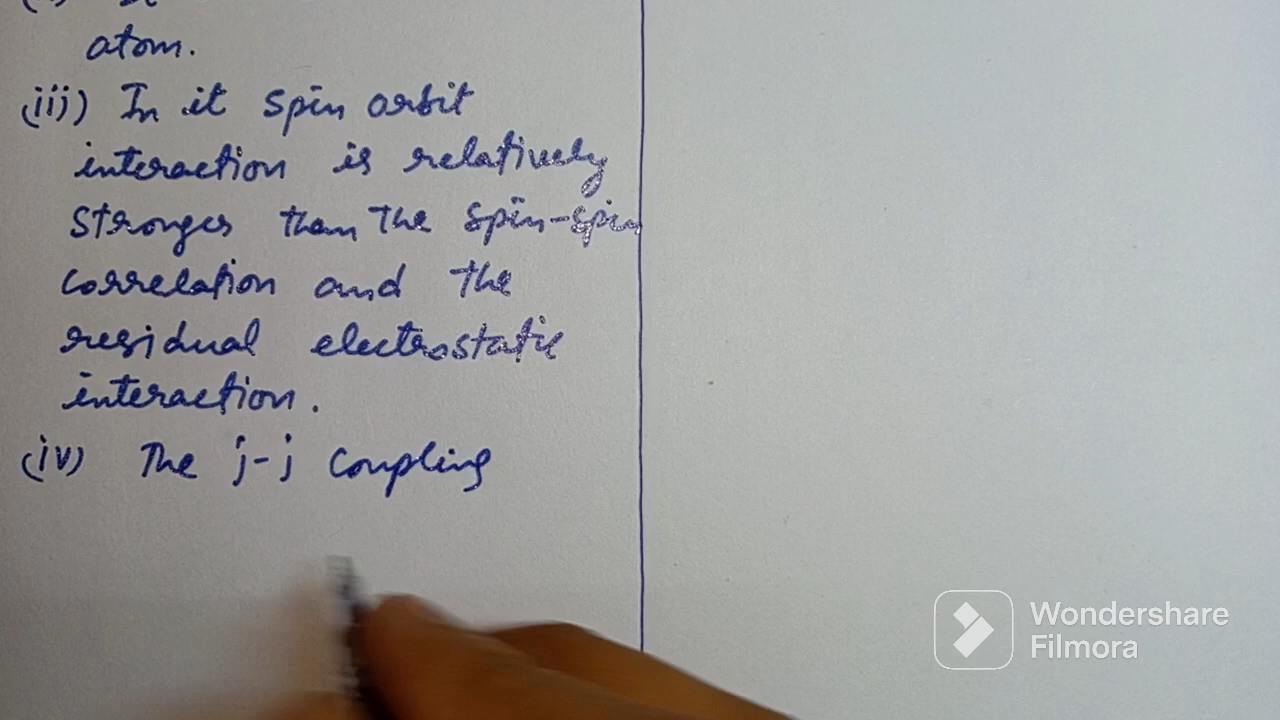 atom.
(iii) In it spin orbit
interaction is relatively
stronger than the spin-spin
correlation and the
residual electrostatic
interaction.
(iv) The j-j coupling
Wondershare
Filmora